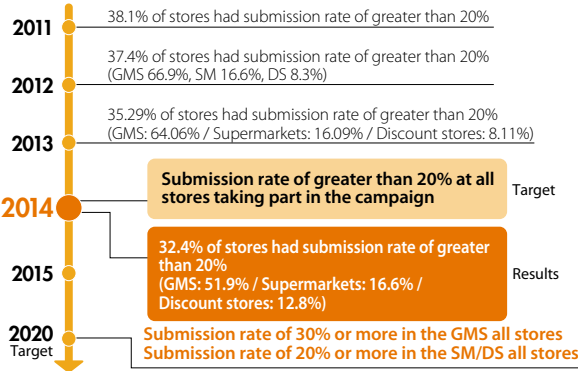 2011
38.1% of stores had submission rate of greater than 20%
2012
37.4% of stores had submission rate of greater than 20%
(GMS 66.9%, SM 16.6%, DS 8.3%)
2013
35.29% of stores had submission rate of greater than 20%
(GMS: 64.06% / Supermarkets: 16.09% / Discount stores: 8.11%)
2014
Submission rate of greater than 20% at all
stores taking part in the campaign
Target
32.4% of stores had submission rate of greater
than 20%
(GMS: 51.9% / Supermarkets: 16.6% /
Discount stores: 12.8%)
Results
2015
2020
Target
Submission rate of 30% or more in the GMS all stores
Submission rate of 20% or more in the SM/DS all stores